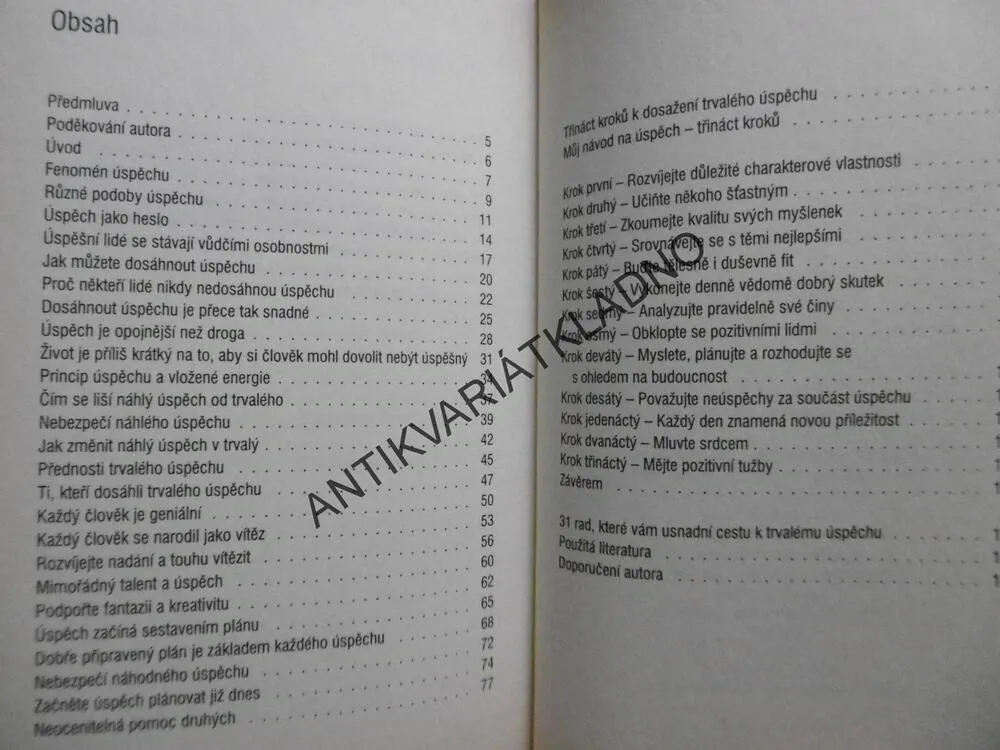 Obsah
Předmluva . . . 5
Poděkování autora . . . 6
Úvod . . . 7
Fenomén úspěchu . . . 9
Různé podoby úspěchu . . . 11
Úspěch jako heslo . . . 14
Úspěšní lidé se stávají vůdčími osobnostmi . . . 17
Jak můžete dosáhnout úspěchu . . . 20
Proč někteří lidé nikdy nedosáhnou úspěchu . . . 22
Dosáhnout úspěchu je přece tak snadné . . . 25
Úspěch je opojnější než droga . . . 28
Život je příliš krátký na to, aby si člověk mohl dovolit nebýt úspěšný 31
Princip úspěchu a vložené energie . . .
Čím se liší náhlý úspěch od trvalého . . .
Nebezpečí náhlého úspěchu . . . 39
Jak změnit náhlý úspěch v trvalý . . . 42
Přednosti trvalého úspěchu . . . 45
Ti, kteří dosáhli trvalého úspěchu . . . 47
Každý člověk je geniální . . . 50
Každý člověk se narodil jako vítěz . . . 53
Rozvíjejte nadání a touhu vítězit . . . 56
Mimořádný talent a úspěch . . . 60
Podpořte fantazii a kreativitu . . . 62
Úspěch začíná sestavením plánu . . . 65
Dobře připravený plán je základem každého úspěchu . . . 68
Nebezpečí náhodného úspěchu . . . 72
Začněte úspěch plánovat již dnes . . . 74
Neocenitelná pomoc druhých . . . 77
Třináct kroků k dosažení trvalého úspěchu . . .
Můj návod na úspěch – třináct kroků . . .
Krok první – Rozvíjejte důležité charakterové vlastnosti
Krok druhý – Učiňte někoho šťastným . . .
Krok třetí – Zkoumejte kvalitu svých myšlenek . . .
Krok čtvrtý – Srovnávejte se s těmi nejlepšími . . .
Krok pátý – Buďte tělesně i duševně fit . . .
Krok šestý – Vykonejte denně vědomě dobrý skutek . . .
Krok sedmý – Analyzujte pravidelně své činy . . .
Krok osmý – Obklopte se pozitivními lidmi . . .
Krok devátý – Myslete, plánujte a rozhodujte se
s ohledem na budoucnost . . .
Krok desátý – Považujte neúspěchy za součást úspěchu . . .
Krok jedenáctý – Každý den znamená novou příležitost . . .
Krok dvanáctý – Mluvte srdcem . . .
Krok třináctý – Mějte pozitivní tužby . . .
Závěrem . . .
31 rad, které vám usnadní cestu k trvalému úspěchu . . .
Použitá literatura . . .
Doporučení autora . . .
ANTIKVARIÁTKLADNO